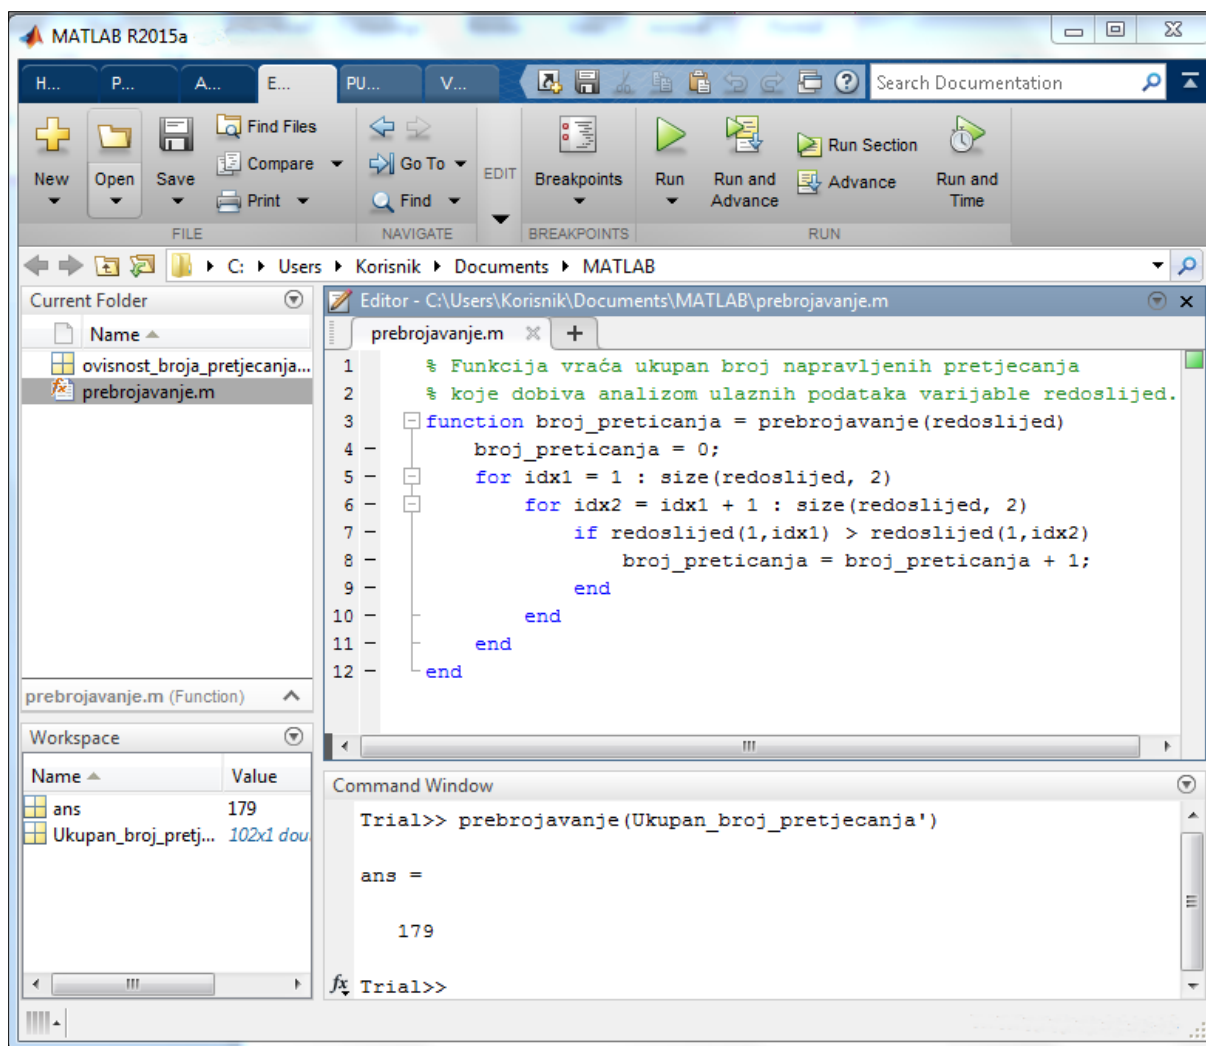 MATLAB R2015a
H... P... A... E... PU... V... Search Documentation
New
Open
Save
Find Files
Compare
Print
FILE
Go To
Find
NAVIGATE
EDIT
Breakpoints
BREAKPOINTS
Run
Run and
Advance
Run Section
Advance
Run and
Time
RUN
C: Users Korisnik Documents MATLAB
Current Folder
Name
ovisnost_broja_pretjecanja...
prebrojavanje.m
prebrojavanje.m (Function)
Workspace
Name Value
ans 179
Ukupan_broj_pretj... 102x1 dou
Editor - C:\Users\Korisnik\Documents\MATLAB\prebrojavanje.m
prebrojavanje.m
1 % Funkcija vraća ukupan broj napravljenih pretjecanja
2 % koje dobiva analizom ulaznih podataka varijable redoslijed.
3 function broj_preticanja = prebrojavanje(redoslijed)
4 broj_preticanja = 0;
5 for idx1 = 1 : size(redoslijed, 2)
6 for idx2 = idx1 + 1 : size(redoslijed, 2)
7 if redoslijed(1,idx1) > redoslijed(1,idx2)
8 broj_preticanja = broj_preticanja + 1;
9 end
10 end
11 end
12 end
Command Window
Trial>> prebrojavanje(Ukupan_broj_pretjecanja')
ans =
179
fx Trial>>